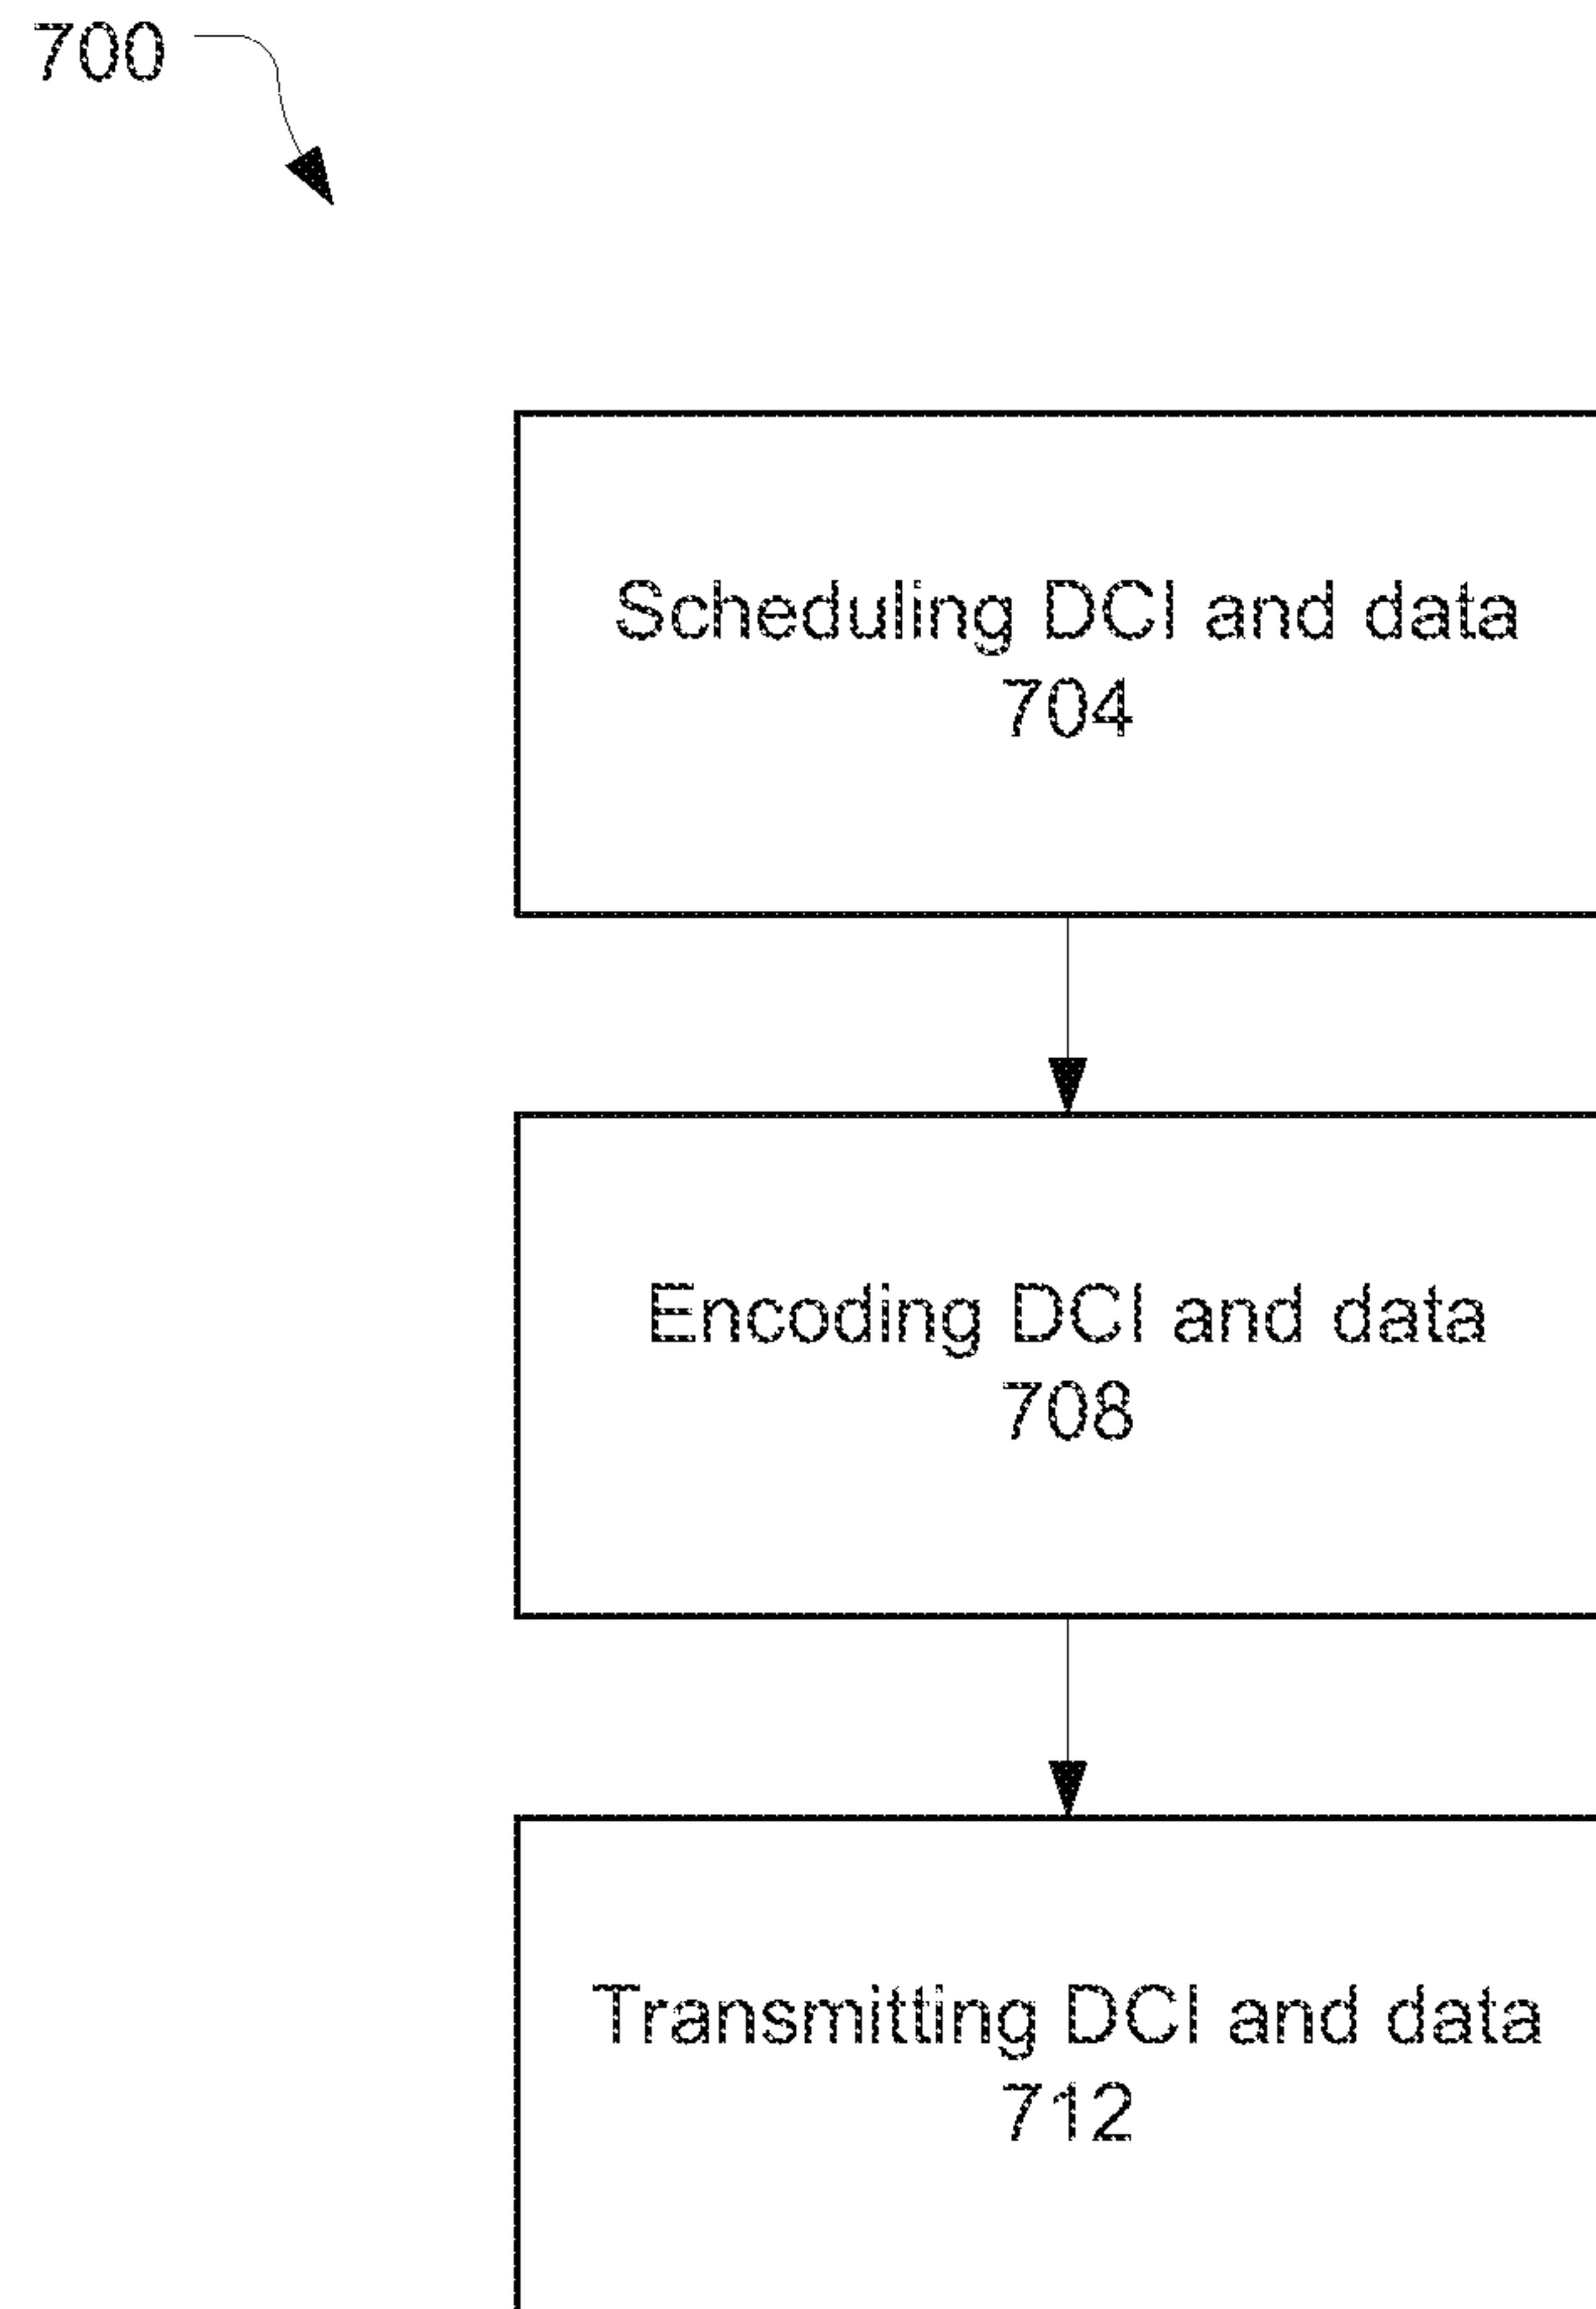 700
Scheduling DCI and data
704
Encoding DCI and data
708
Transmitting DCI and data
712